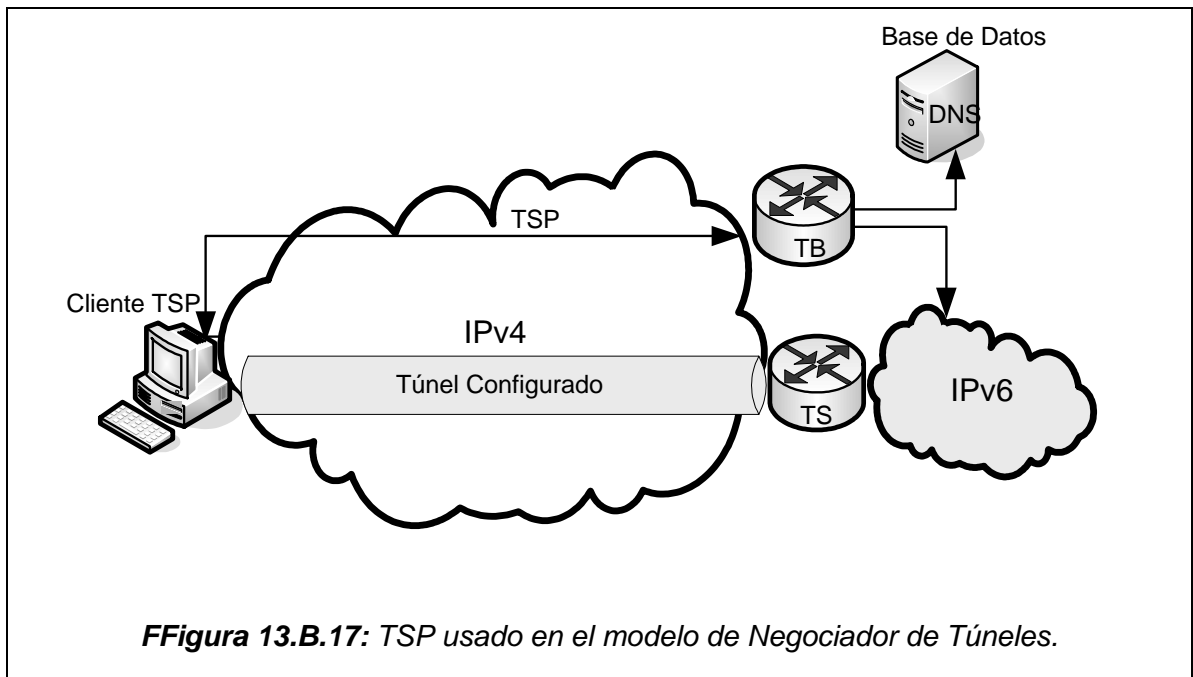 Base de Datos
DNS
TSP
TB
Cliente TSP
IPv4
Túnel Configurado
TS
IPv6
FFigura 13.B.17: TSP usado en el modelo de Negociador de Túneles.